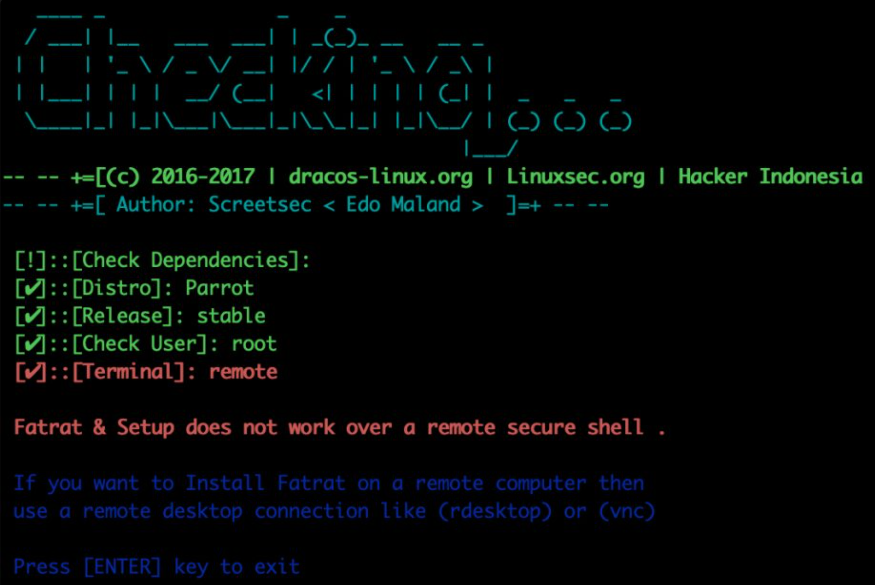 Checking...
-- -- +=[(c) 2016-2017 | dracos-linux.org | Linuxsec.org | Hacker Indonesia
-- -- +=[ Author: Screetsec < Edo Maland >  ]=+ -- --
[!]::[Check Dependencies]:
[✔]::[Distro]: Parrot
[✔]::[Release]: stable
[✔]::[Check User]: root
[✔]::[Terminal]: remote
Fatrat & Setup does not work over a remote secure shell .
If you want to Install Fatrat on a remote computer then
use a remote desktop connection like (rdesktop) or (vnc)
Press [ENTER] key to exit